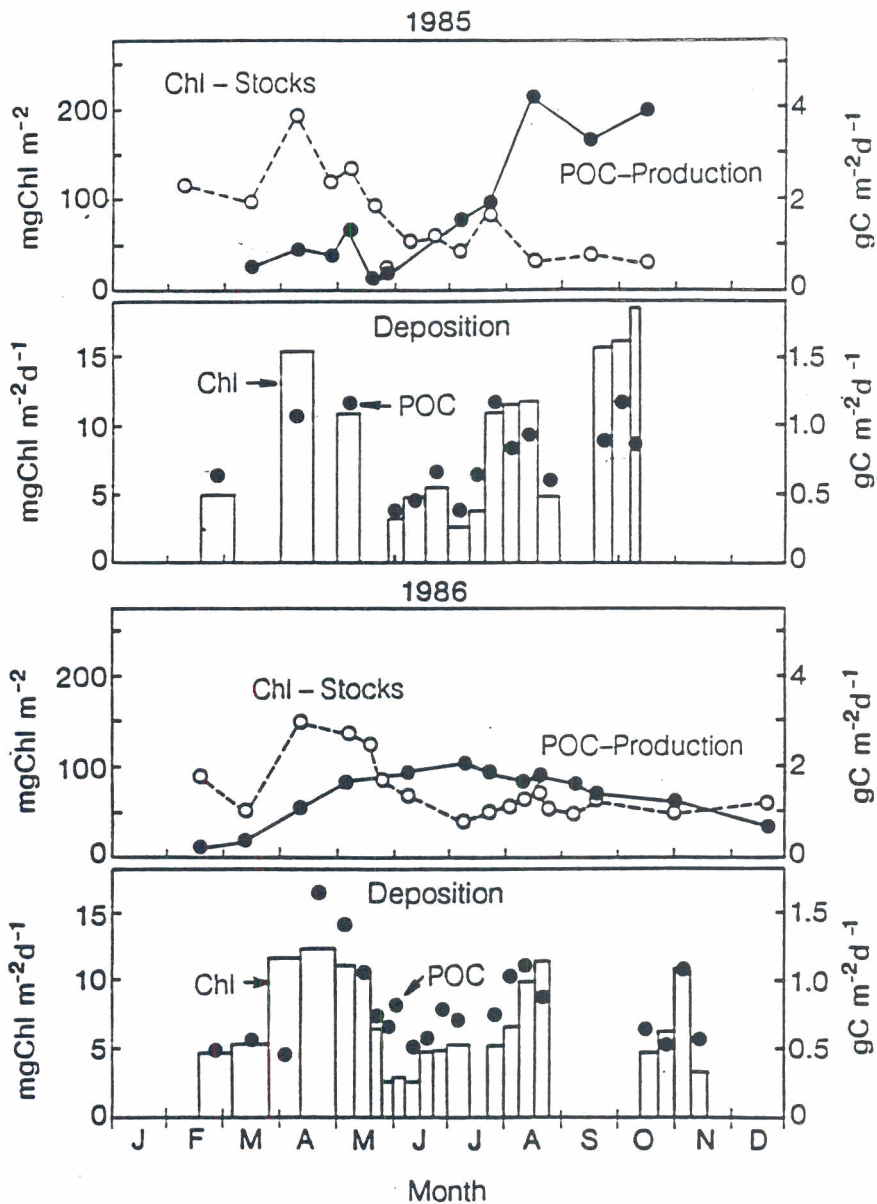 1985
mgChl m-2
200
100
0
Chl – Stocks
POC–Production
4
2
0
gC m-2d-1
mgChl m-2d-1
15
10
5
0
Deposition
Chl
POC
1.5
1.0
0.5
0
gC m-2d-1
1986
mgChl m-2
200
100
0
Chl – Stocks
POC–Production
4
2
0
gC m-2d-1
mgChl m-2d-1
15
10
5
0
Deposition
Chl
POC
1.5
1.0
0.5
0
gC m-2d-1
J F M A M J J A S O N D
Month